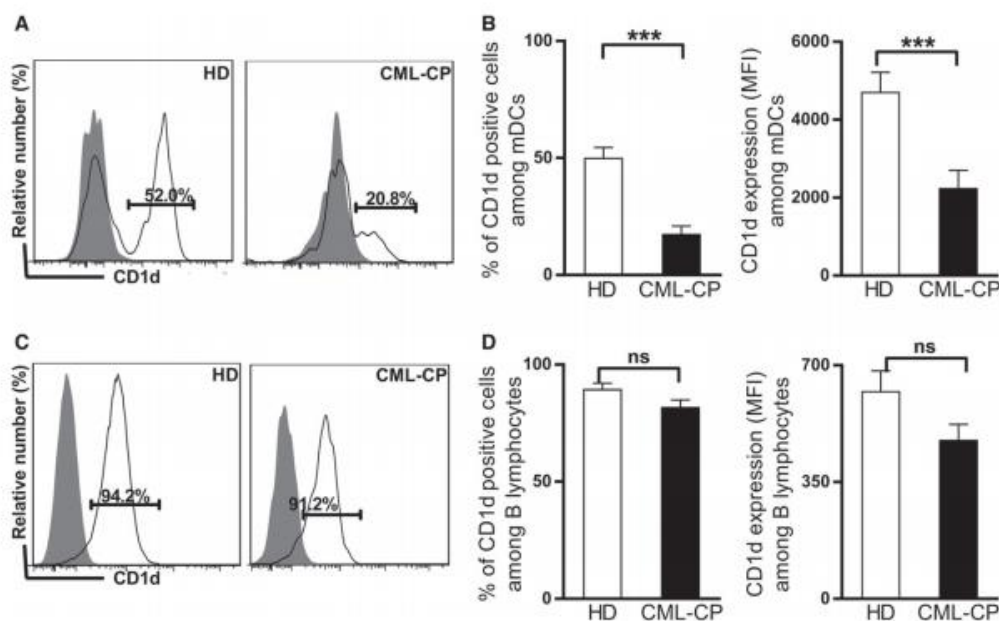 A
HD
CML-CP
52.0%
20.8%
Relative number (%)
CD1d
B
% of CD1d positive cells
among mDCs
100
50
0
***
HD CML-CP
CD1d expression (MFI)
among mDCs
6000
4000
2000
0
***
HD CML-CP
C
HD
CML-CP
94.2%
91.2%
Relative number (%)
CD1d
D
% of CD1d positive cells
among B lymphocytes
100
50
0
ns
HD CML-CP
CD1d expression (MFI)
among B lymphocytes
700
350
0
ns
HD CML-CP